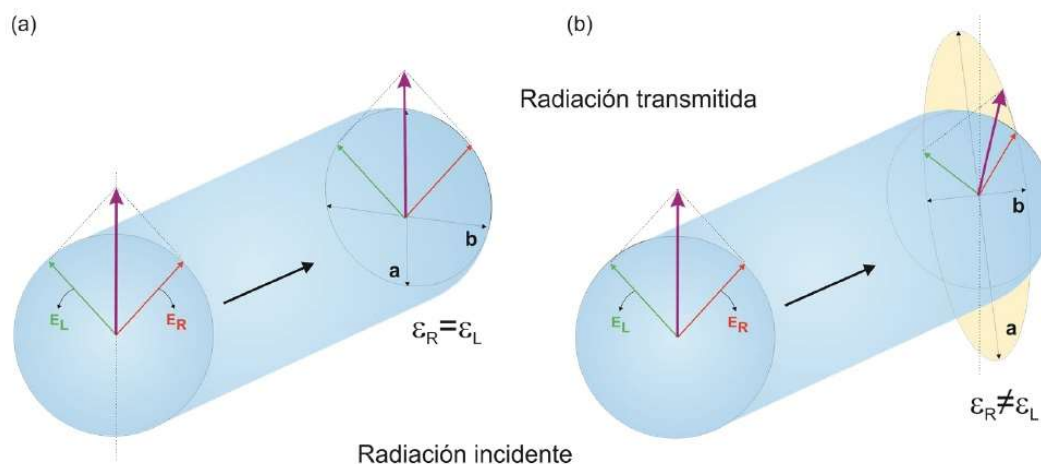 (a)
(b)
Radiación transmitida
b
a
E_L
E_R
ε_R=ε_L
b
a
E_L
E_R
ε_R≠ε_L
Radiación incidente